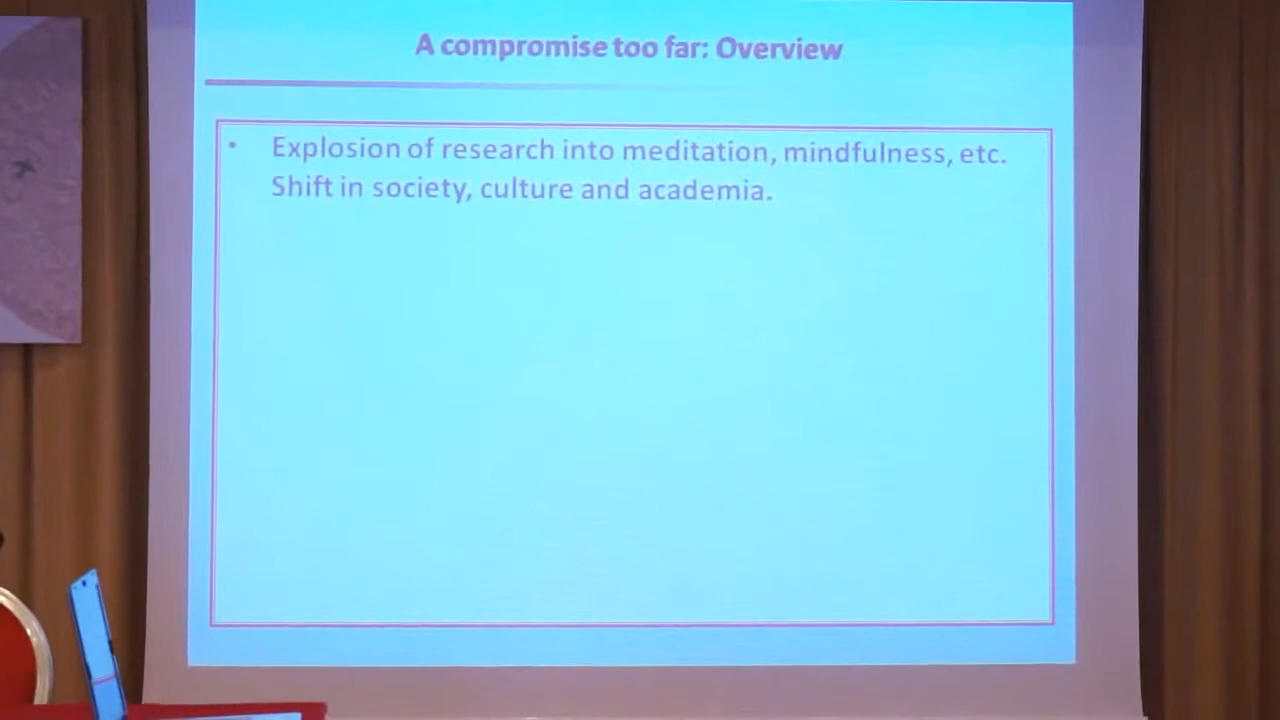 A compromise too far: Overview
• Explosion of research into meditation, mindfulness, etc.
Shift in society, culture and academia.